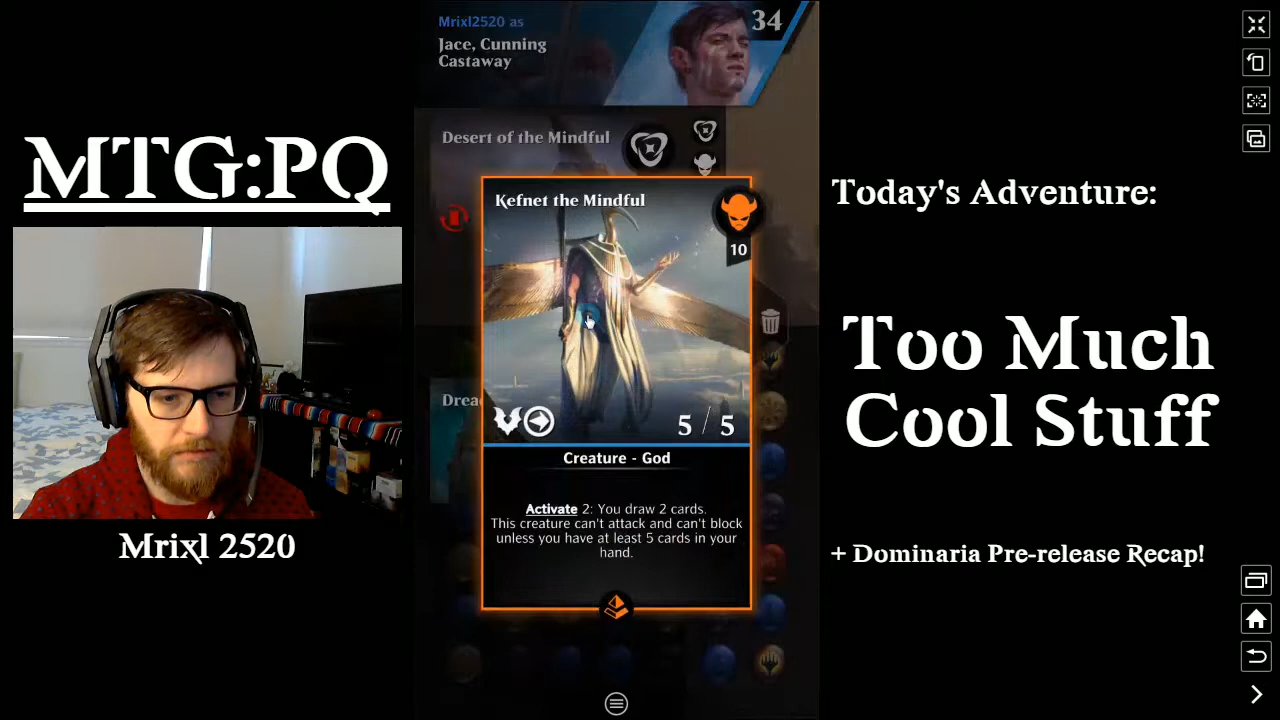 MTG:PQ
Mrixl 2520
Mrixl2520 as
Jace, Cunning
Castaway
34
Desert of the Mindful
Kefnet the Mindful
10
Drea
5 / 5
Creature - God
Activate 2: You draw 2 cards.
This creature can't attack and can't block
unless you have at least 5 cards in your
hand.
Today's Adventure:
Too Much
Cool Stuff
+ Dominaria Pre-release Recap!